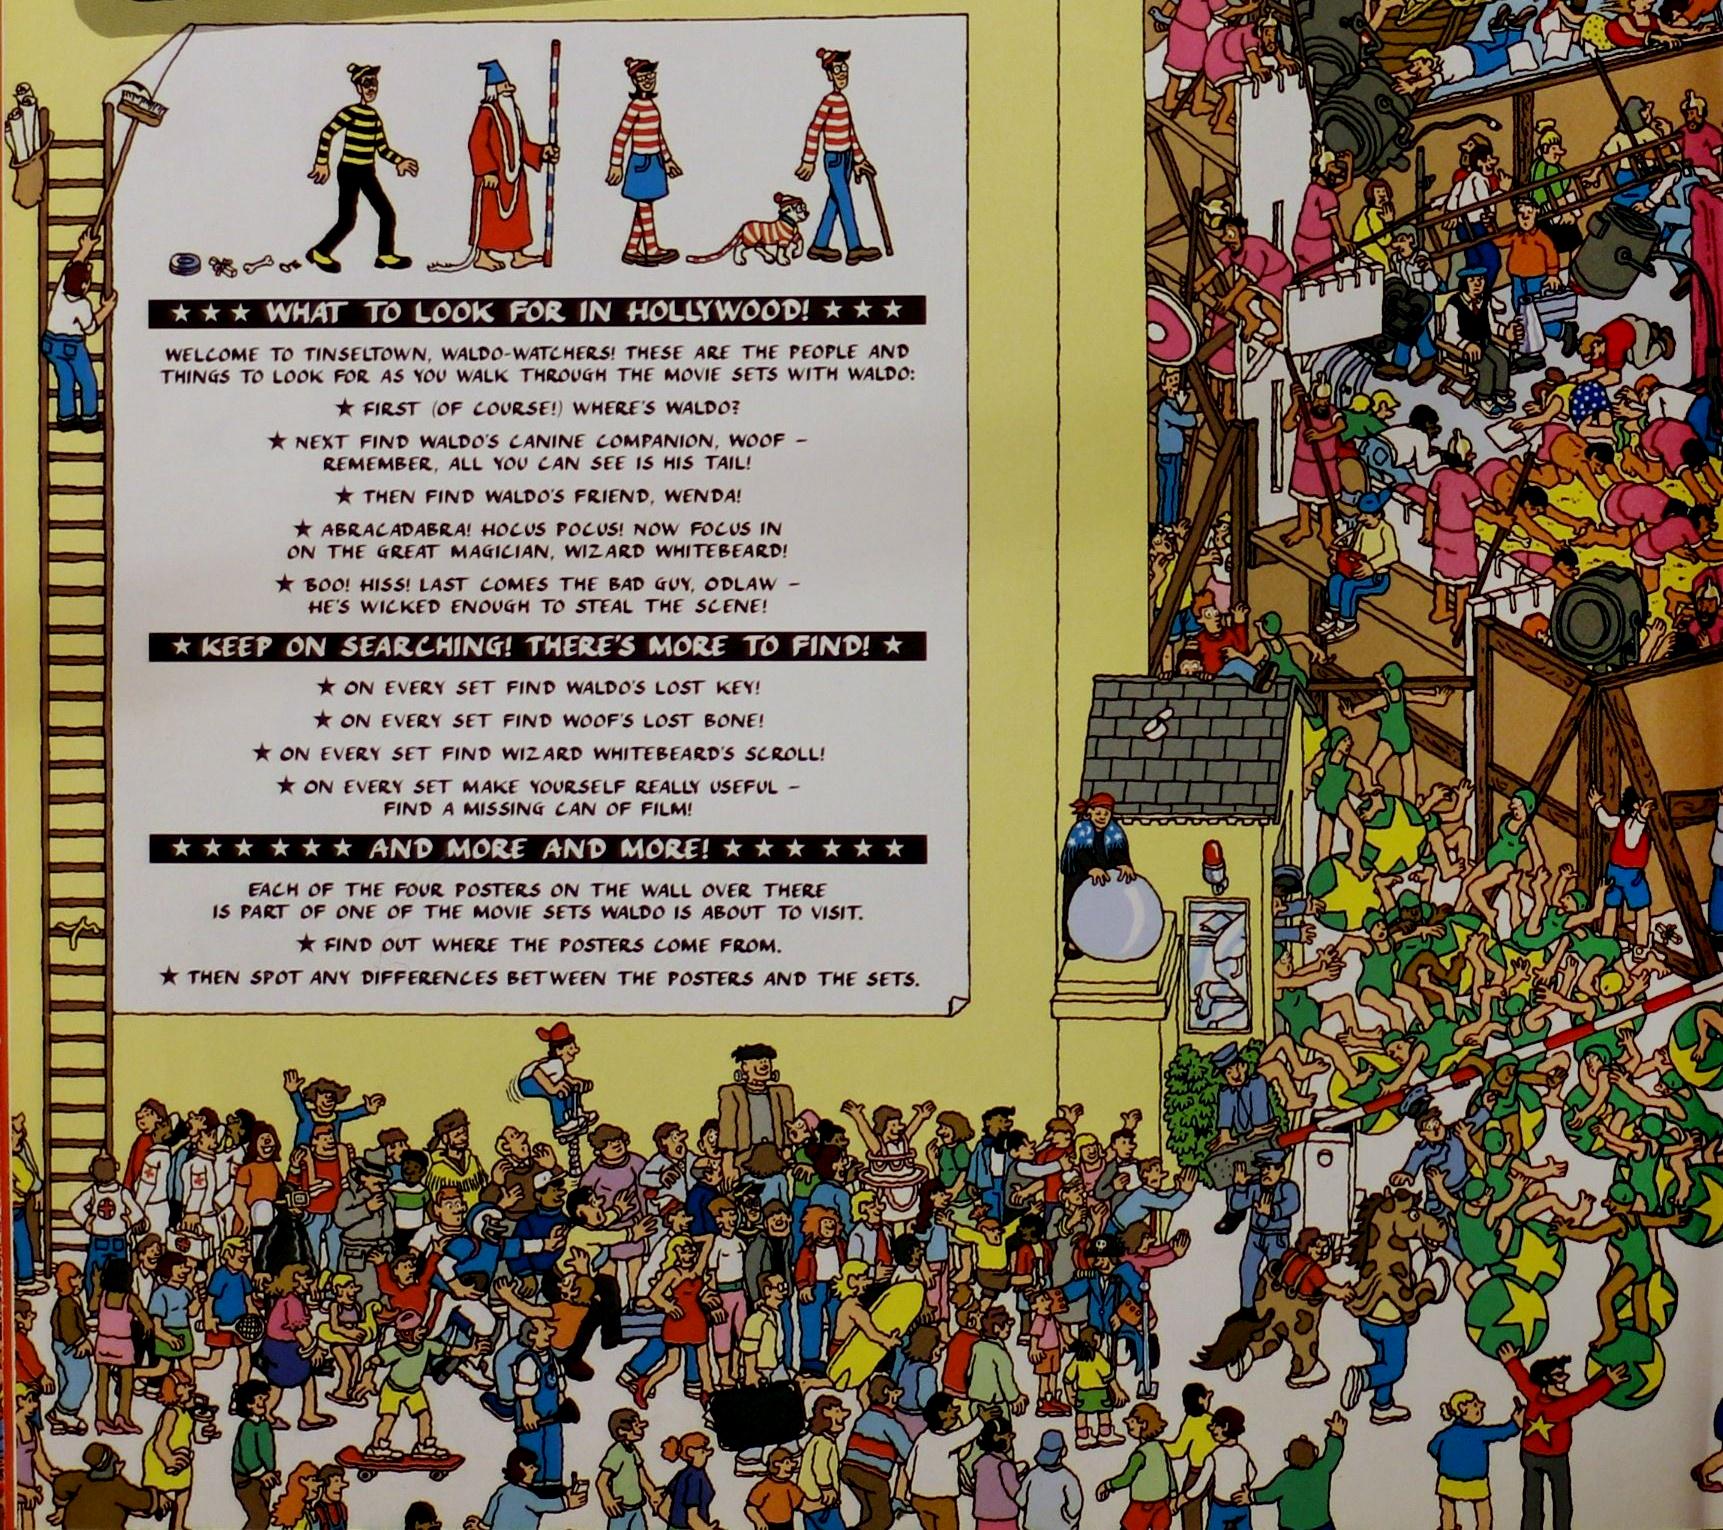 ★ ★ ★ WHAT TO LOOK FOR IN HOLLYWOOD! ★ ★ ★
WELCOME TO TINSELTOWN, WALDO-WATCHERS! THESE ARE THE PEOPLE AND
THINGS TO LOOK FOR AS YOU WALK THROUGH THE MOVIE SETS WITH WALDO:
★ FIRST (OF COURSE!) WHERE'S WALDO?
★ NEXT FIND WALDO'S CANINE COMPANION, WOOF –
REMEMBER, ALL YOU CAN SEE IS HIS TAIL!
★ THEN FIND WALDO'S FRIEND, WENDA!
★ ABRACADABRA! HOCUS POCUS! NOW FOCUS IN
ON THE GREAT MAGICIAN, WIZARD WHITEBEARD!
★ BOO! HISS! LAST COMES THE BAD GUY, ODLAW –
HE'S WICKED ENOUGH TO STEAL THE SCENE!
★ KEEP ON SEARCHING! THERE'S MORE TO FIND! ★
★ ON EVERY SET FIND WALDO'S LOST KEY!
★ ON EVERY SET FIND WOOF'S LOST BONE!
★ ON EVERY SET FIND WIZARD WHITEBEARD'S SCROLL!
★ ON EVERY SET MAKE YOURSELF REALLY USEFUL –
FIND A MISSING CAN OF FILM!
★ ★ ★ ★ ★ ★ AND MORE AND MORE! ★ ★ ★ ★ ★ ★
EACH OF THE FOUR POSTERS ON THE WALL OVER THERE
IS PART OF ONE OF THE MOVIE SETS WALDO IS ABOUT TO VISIT.
★ FIND OUT WHERE THE POSTERS COME FROM.
★ THEN SPOT ANY DIFFERENCES BETWEEN THE POSTERS AND THE SETS.